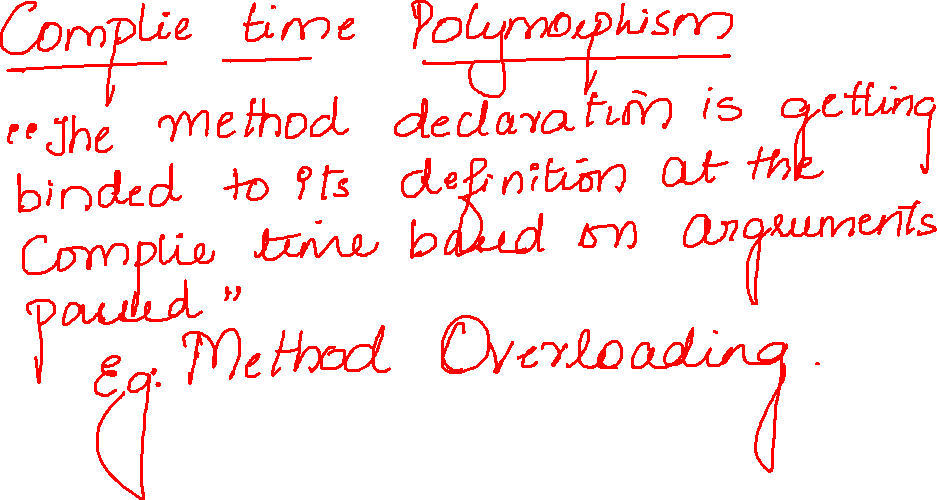 Complie time Polymorphism
"The method declaration is getting
binded to its definition at the
Complie time based on arguments
passed"
Eg. Method Overloading.